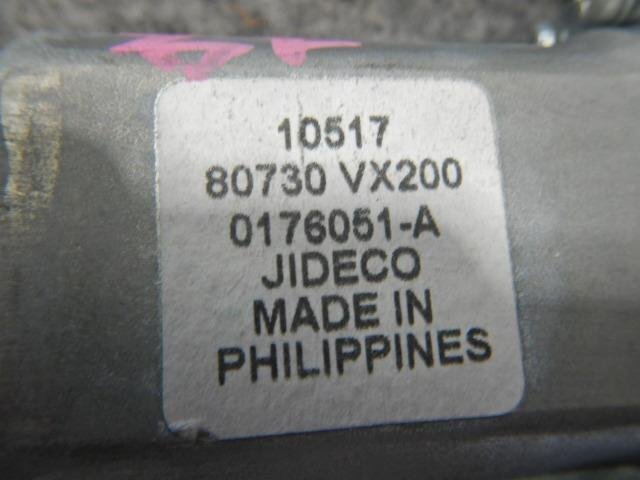 10517
80730 VX200
0176051-A
JIDECO
MADE IN
PHILIPPINES